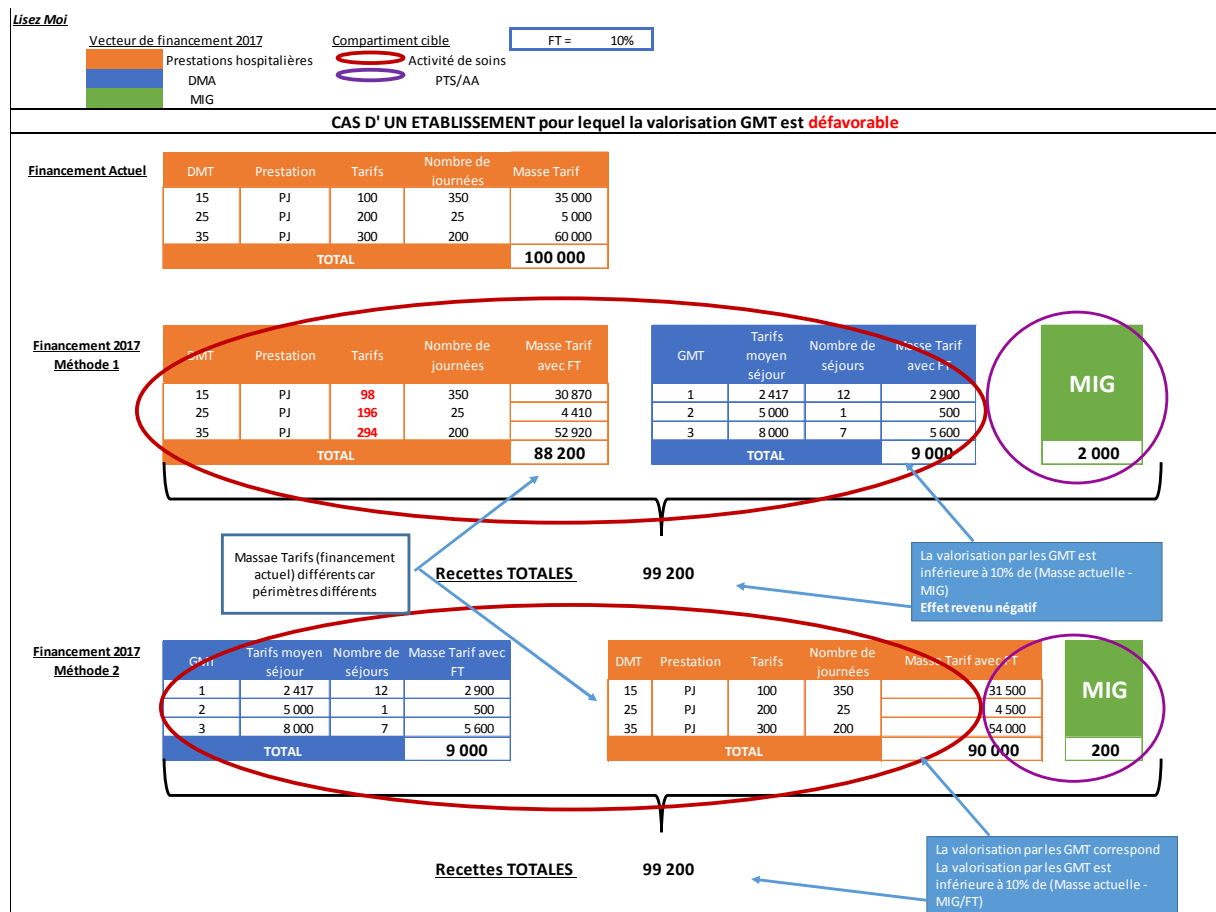 Lisez Moi
Vecteur de financement 2017 Compartiment cible FT = 10%
Prestations hospitalières Activité de soins
DMA PTS/AA
MIG
CAS D' UN ETABLISSEMENT pour lequel la valorisation GMT est défavorable
Financement Actuel
DMT Prestation Tarifs Nombre de journées Masse Tarif
15 PJ 100 350 35 000
25 PJ 200 25 5 000
35 PJ 300 200 60 000
TOTAL 100 000
Financement 2017
Méthode 1
DMT Prestation Tarifs Nombre de journées Masse Tarif avec FT
15 PJ 98 350 30 870
25 PJ 196 25 4 410
35 PJ 294 200 52 920
TOTAL 88 200
GMT Tarifs moyen séjour Nombre de séjours Masse Tarif avec FT
1 2 417 12 2 900
2 5 000 1 500
3 8 000 7 5 600
TOTAL 9 000
MIG
2 000
Massae Tarifs (financement
actuel) différents car
périmètres différents
Recettes TOTALES 99 200
La valorisation par les GMT est
inférieure à 10% de (Masse actuelle -
MIG)
Effet revenu négatif
Financement 2017
Méthode 2
GMT Tarifs moyen séjour Nombre de séjours Masse Tarif avec FT
1 2 417 12 2 900
2 5 000 1 500
3 8 000 7 5 600
TOTAL 9 000
DMT Prestation Tarifs Nombre de journées Masse Tarif avec FT
15 PJ 100 350 31 500
25 PJ 200 25 4 500
35 PJ 300 200 54 000
TOTAL 90 000
MIG
200
Recettes TOTALES 99 200
La valorisation par les GMT correspond
La valorisation par les GMT est
inférieure à 10% de (Masse actuelle -
MIG/FT)